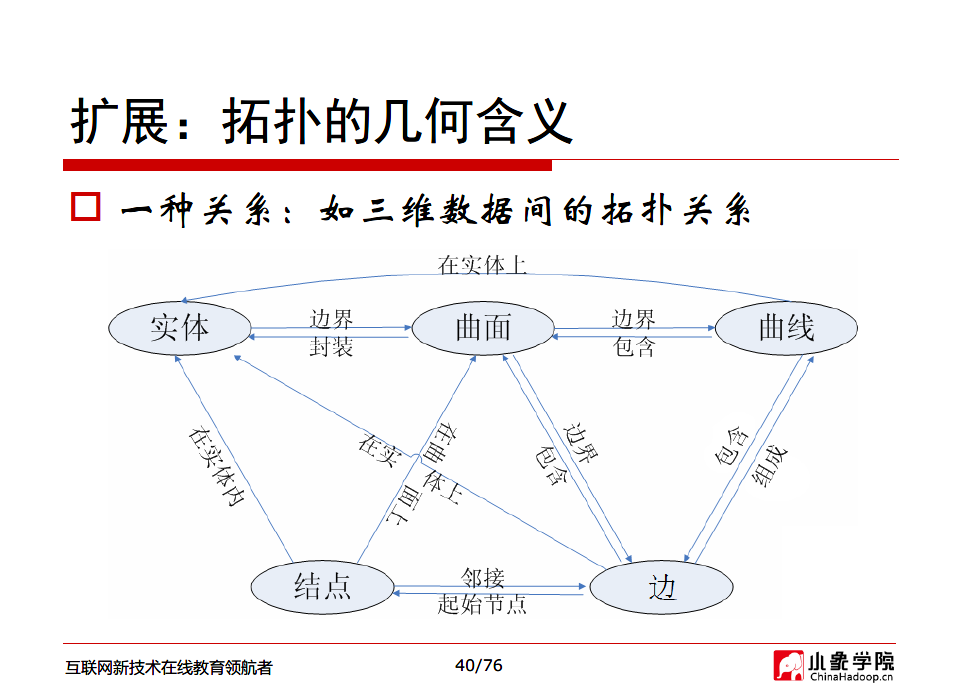 扩展：拓扑的几何含义
一种关系：如三维数据间的拓扑关系
在实体上
实体
边界
封装
曲面
边界
包含
曲线
在实体内
在实
体上
在曲
面上
边界
包含
包含
组成
结点
邻接
起始节点
边
互联网新技术在线教育领航者
40/76
小象学院
ChinaHadoop.cn